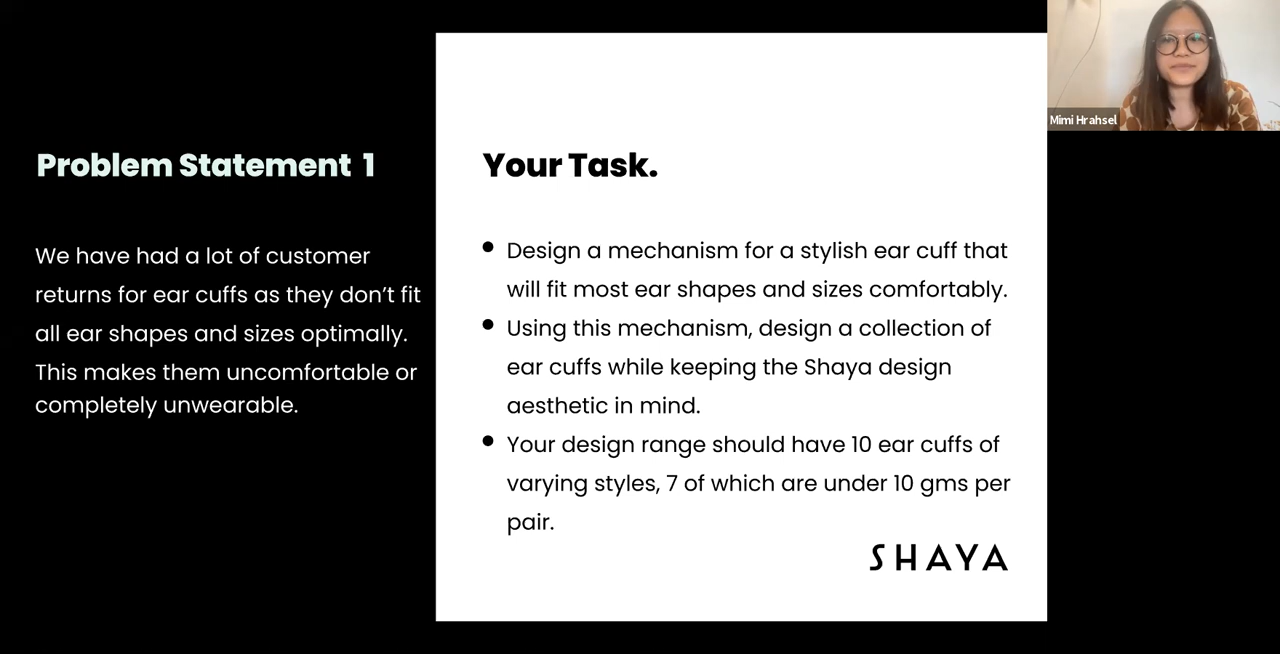 Problem Statement 1
We have had a lot of customer
returns for ear cuffs as they don’t fit
all ear shapes and sizes optimally.
This makes them uncomfortable or
completely unwearable.
Your Task.
• Design a mechanism for a stylish ear cuff that
will fit most ear shapes and sizes comfortably.
• Using this mechanism, design a collection of
ear cuffs while keeping the Shaya design
aesthetic in mind.
• Your design range should have 10 ear cuffs of
varying styles, 7 of which are under 10 gms per
pair.
SHAYA
Mimi Hrahsel